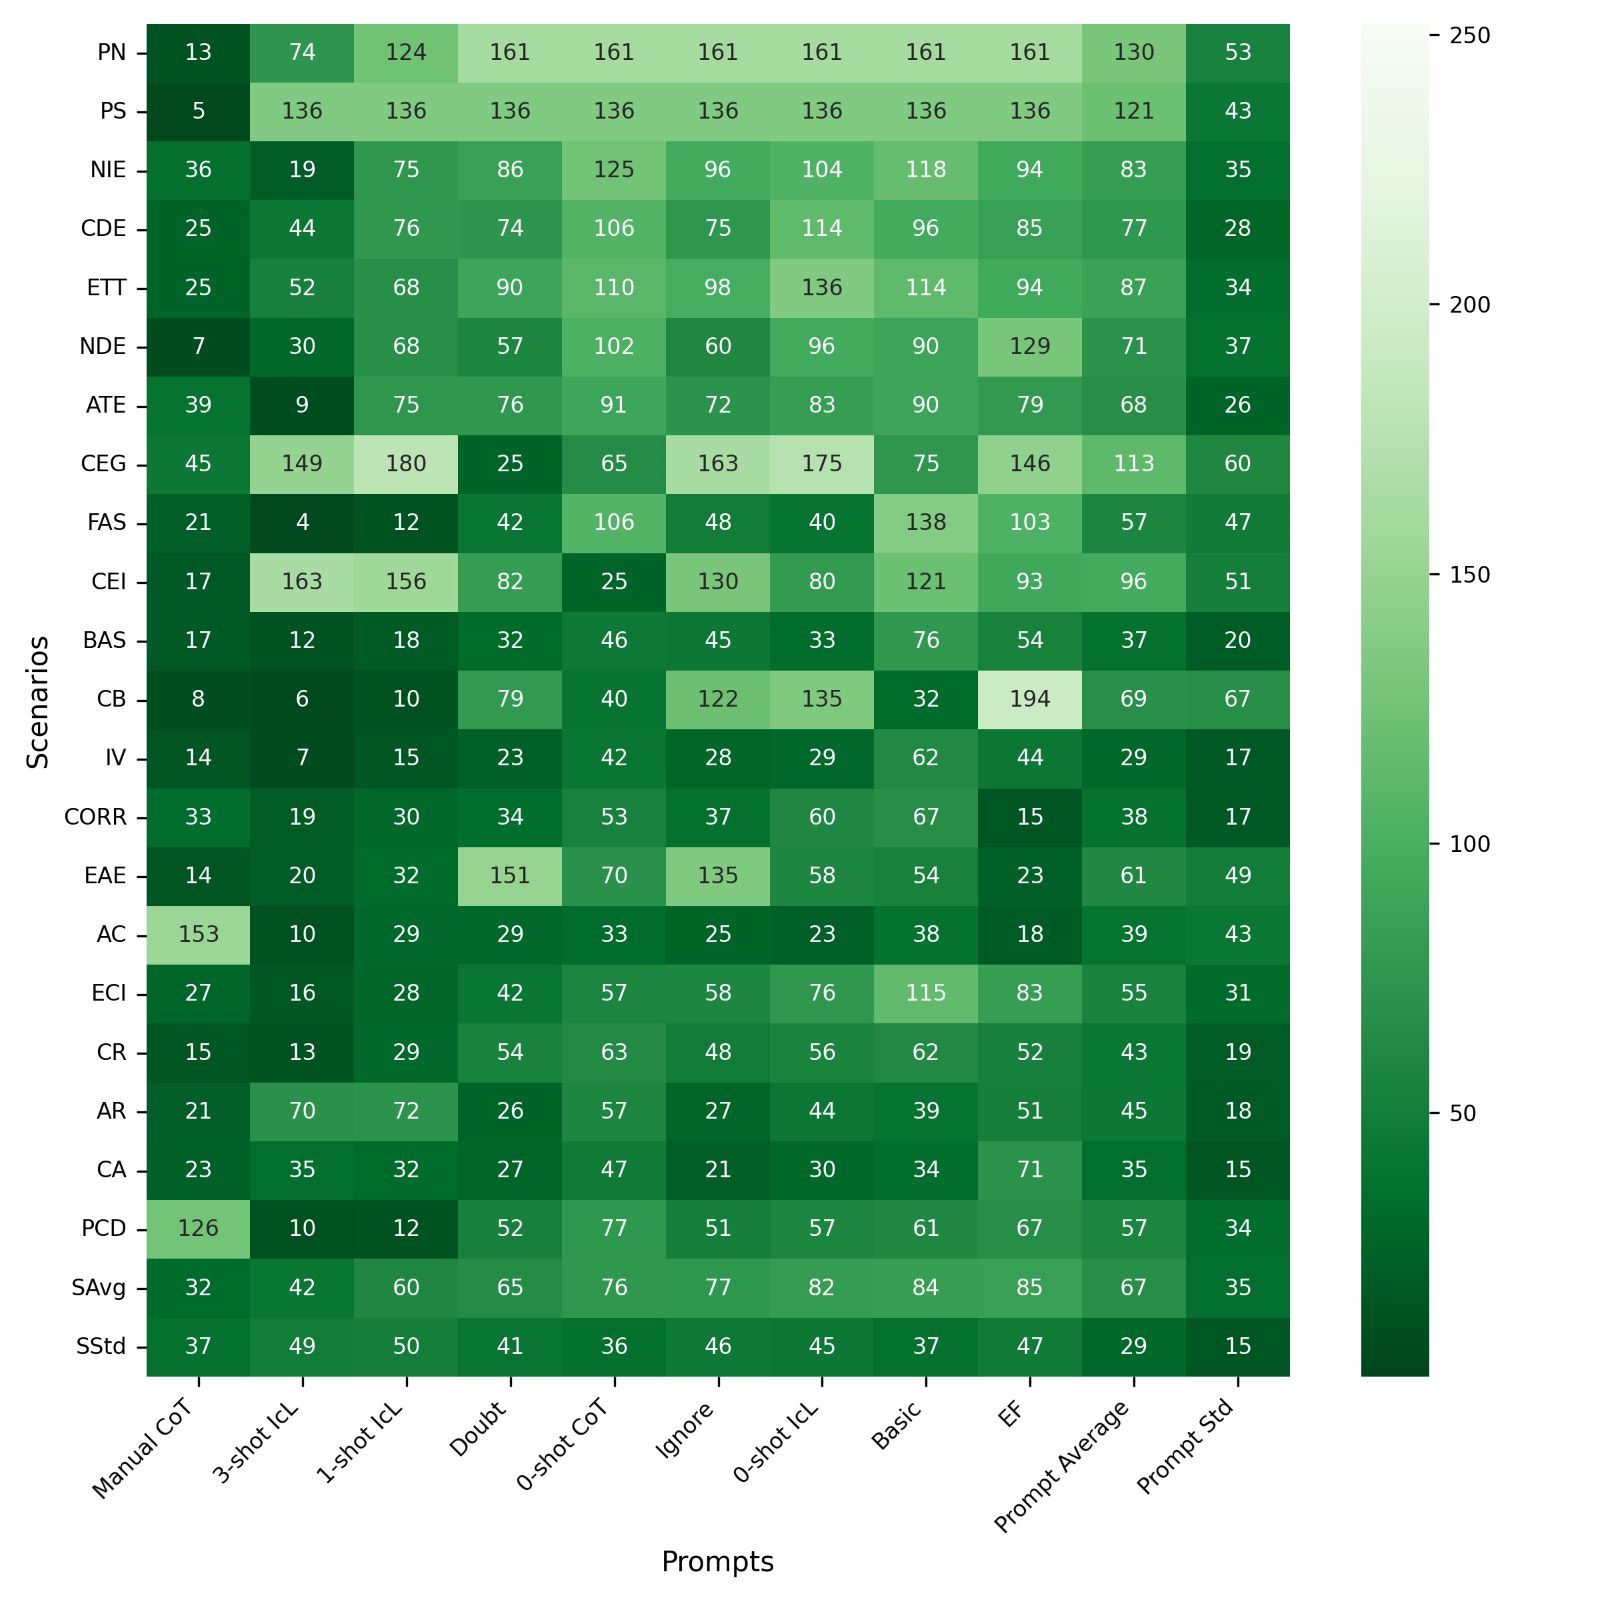 PN 13 74 124 161 161 161 161 161 161 130 53
PS 5 136 136 136 136 136 136 136 136 121 43
NIE 36 19 75 86 125 96 104 118 94 83 35
CDE 25 44 76 74 106 75 114 96 85 77 28
ETT 25 52 68 90 110 98 136 114 94 87 34
NDE 7 30 68 57 102 60 96 90 129 71 37
ATE 39 9 75 76 91 72 83 90 79 68 26
CEG 45 149 180 25 65 163 175 75 146 113 60
FAS 21 4 12 42 106 48 40 138 103 57 47
CEI 17 163 156 82 25 130 80 121 93 96 51
BAS 17 12 18 32 46 45 33 76 54 37 20
CB 8 6 10 79 40 122 135 32 194 69 67
IV 14 7 15 23 42 28 29 62 44 29 17
CORR 33 19 30 34 53 37 60 67 15 38 17
EAE 14 20 32 151 70 135 58 54 23 61 49
AC 153 10 29 29 33 25 23 38 18 39 43
ECI 27 16 28 42 57 58 76 115 83 55 31
CR 15 13 29 54 63 48 56 62 52 43 19
AR 21 70 72 26 57 27 44 39 51 45 18
CA 23 35 32 27 47 21 30 34 71 35 15
PCD 126 10 12 52 77 51 57 61 67 57 34
SAvg 32 42 60 65 76 77 82 84 85 67 35
SStd 37 49 50 41 36 46 45 37 47 29 15
Scenarios
Manual CoT
3-shot IcL
1-shot IcL
Doubt
0-shot CoT
Ignore
0-shot IcL
Basic
EF
Prompt Average
Prompt Std
Prompts
250
200
150
100
50